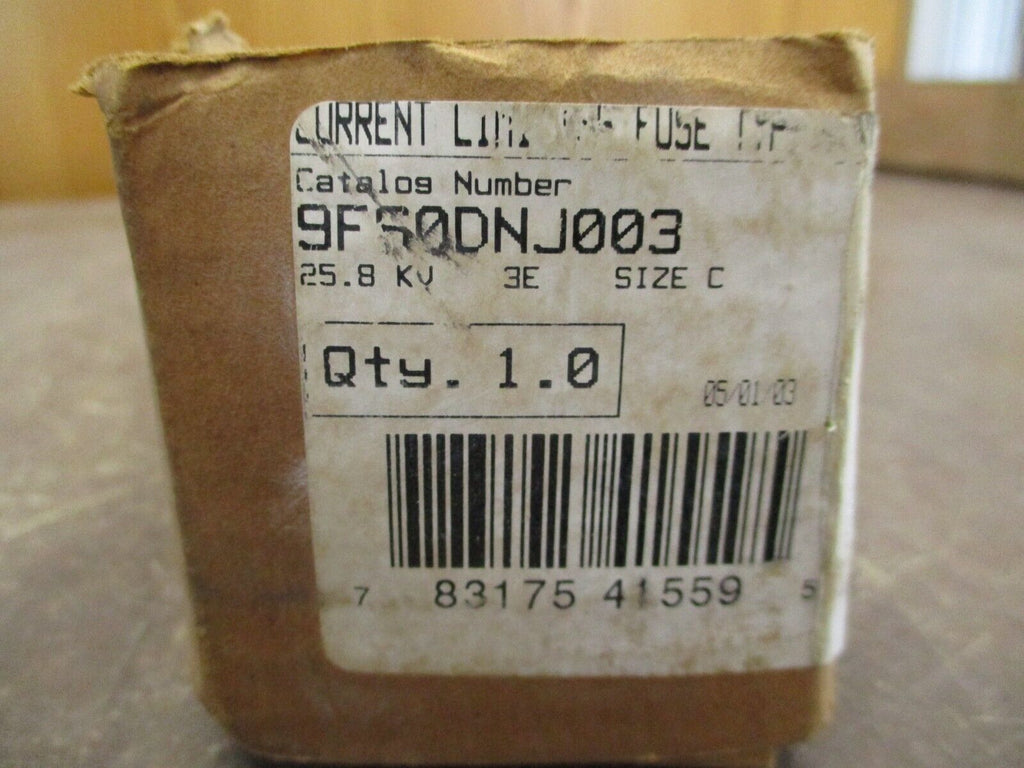 CURRENT LIMITING FUSE TYP
Catalog Number
9F60DNJ003
25.8 KV 3E SIZE C
Qty. 1.0
05/01/03
7 83175 41559 5